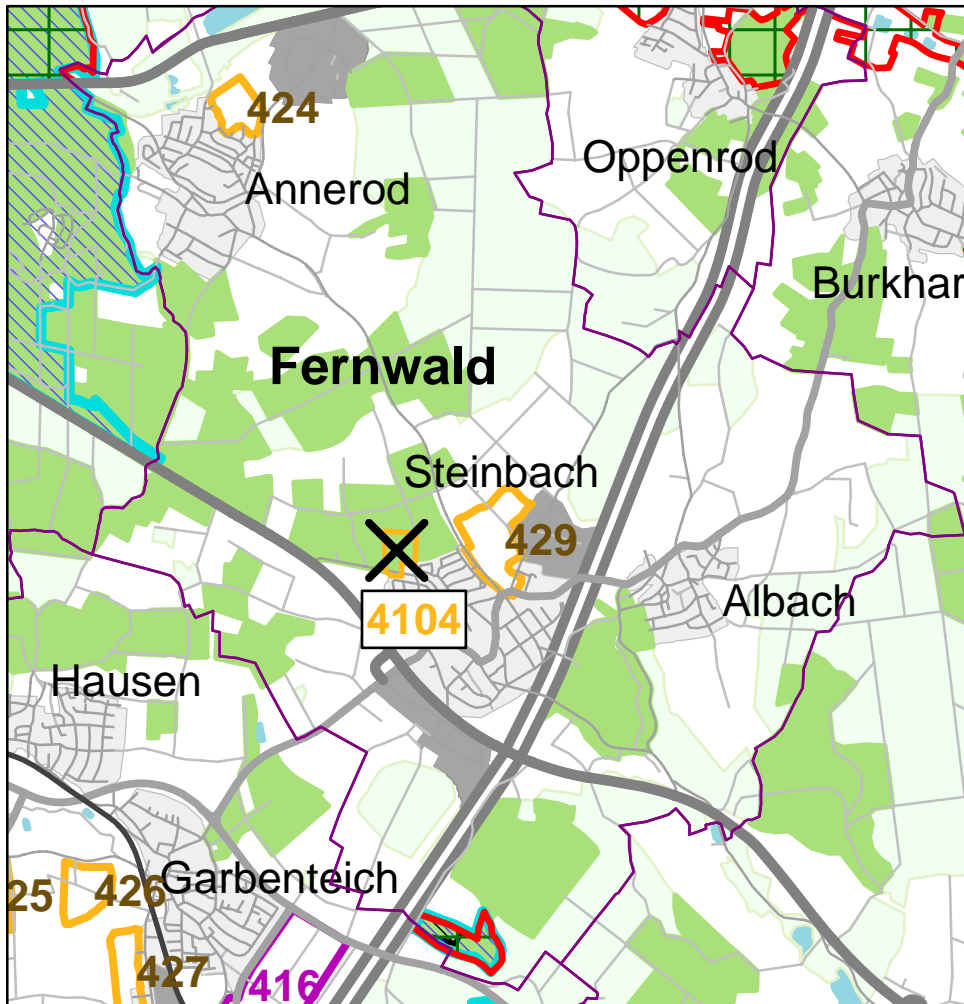 424
Oppenrod
Annerod
Burkhar
Fernwald
Steinbach
429
4104
Albach
Hausen
Garbenteich
25
426
427
416